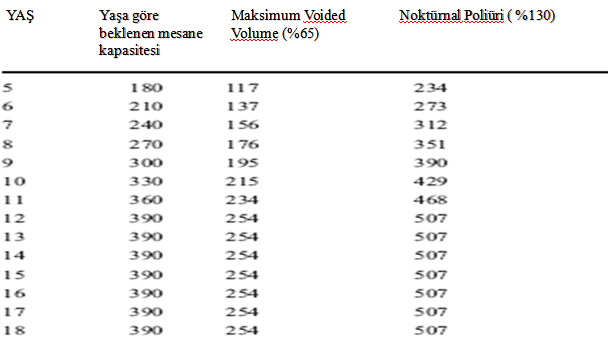 YAŞ Yaşa göre Maksimum Voided Noktürnal Poliüri ( %130)
beklenen mesane Volume (%65)
kapasitesi
5 180 117 234
6 210 137 273
7 240 156 312
8 270 176 351
9 300 195 390
10 330 215 429
11 360 234 468
12 390 254 507
13 390 254 507
14 390 254 507
15 390 254 507
16 390 254 507
17 390 254 507
18 390 254 507